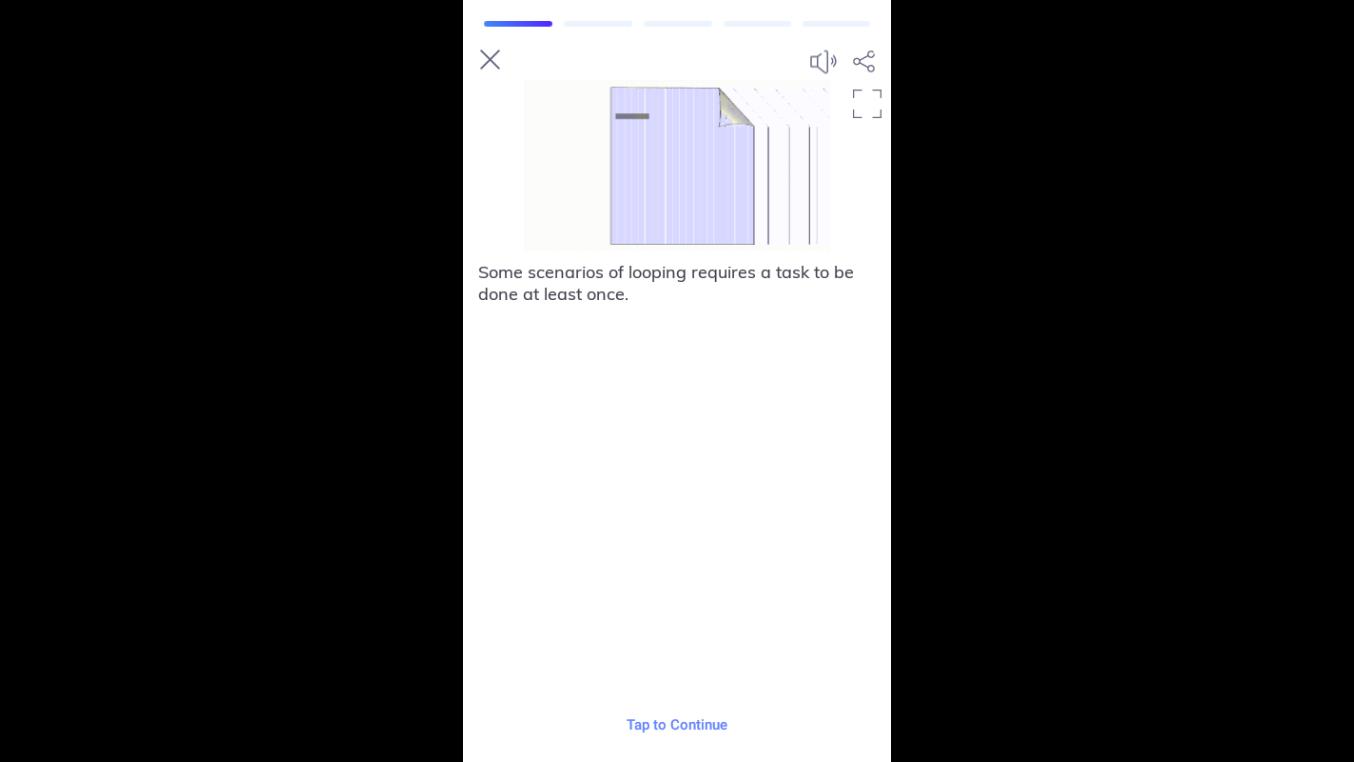 Some scenarios of looping requires a task to be
done at least once.
Tap to Continue